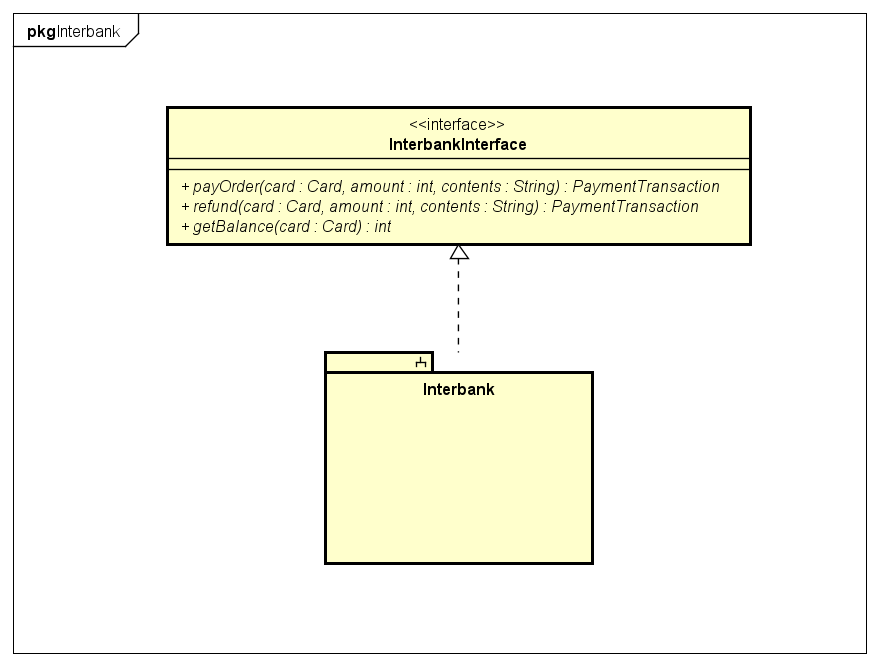 pkgInterbank
<<interface>>
InterbankInterface
+ payOrder(card : Card, amount : int, contents : String) : PaymentTransaction
+ refund(card : Card, amount : int, contents : String) : PaymentTransaction
+ getBalance(card : Card) : int
Interbank